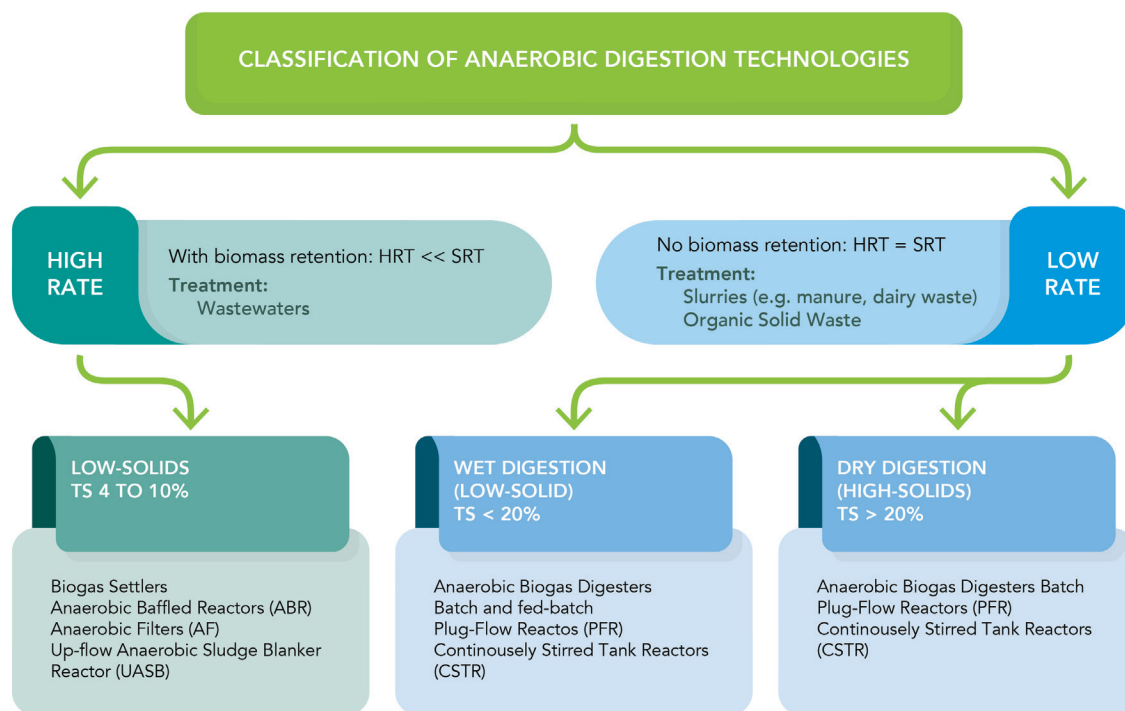 CLASSIFICATION OF ANAEROBIC DIGESTION TECHNOLOGIES
HIGH
RATE
With biomass retention: HRT << SRT
Treatment:
Wastewaters
No biomass retention: HRT = SRT
Treatment:
Slurries (e.g. manure, dairy waste)
Organic Solid Waste
LOW
RATE
LOW-SOLIDS
TS 4 TO 10%
Biogas Settlers
Anaerobic Baffled Reactors (ABR)
Anaerobic Filters (AF)
Up-flow Anaerobic Sludge Blanker
Reactor (UASB)
WET DIGESTION
(LOW-SOLID)
TS < 20%
Anaerobic Biogas Digesters
Batch and fed-batch
Plug-Flow Reactos (PFR)
Continousely Stirred Tank Reactors
(CSTR)
DRY DIGESTION
(HIGH-SOLIDS)
TS > 20%
Anaerobic Biogas Digesters Batch
Plug-Flow Reactors (PFR)
Continousely Stirred Tank Reactors
(CSTR)